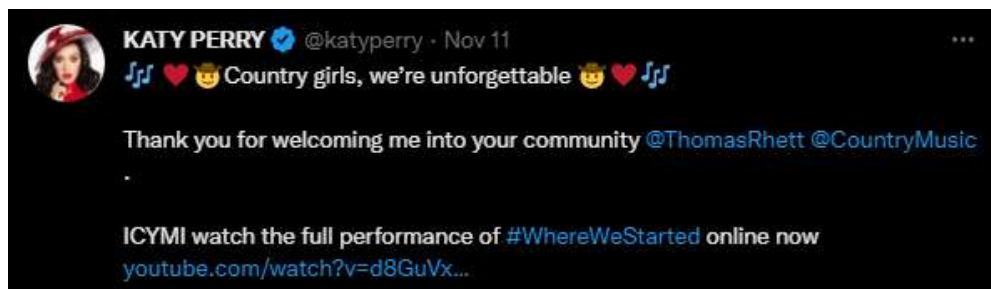 KATY PERRY @katyperry · Nov 11
🎶 ❤️ 🤠Country girls, we’re unforgettable 🤠 ❤️ 🎶
Thank you for welcoming me into your community @ThomasRhett @CountryMusic
.
ICYMI watch the full performance of #WhereWeStarted online now
youtube.com/watch?v=d8GuVx...